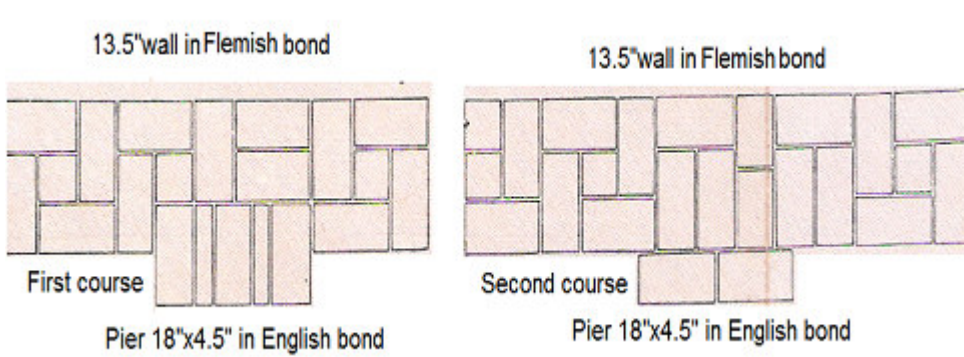 13.5"wall in Flemish bond
13.5"wall in Flemish bond
First course
Second course
Pier 18"x4.5" in English bond
Pier 18"x4.5" in English bond